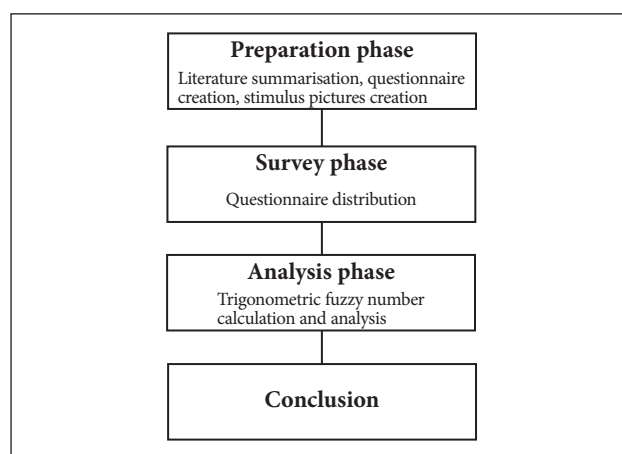 Preparation phase
Literature summarisation, questionnaire
creation, stimulus pictures creation
Survey phase
Questionnaire distribution
Analysis phase
Trigonometric fuzzy number
calculation and analysis
Conclusion